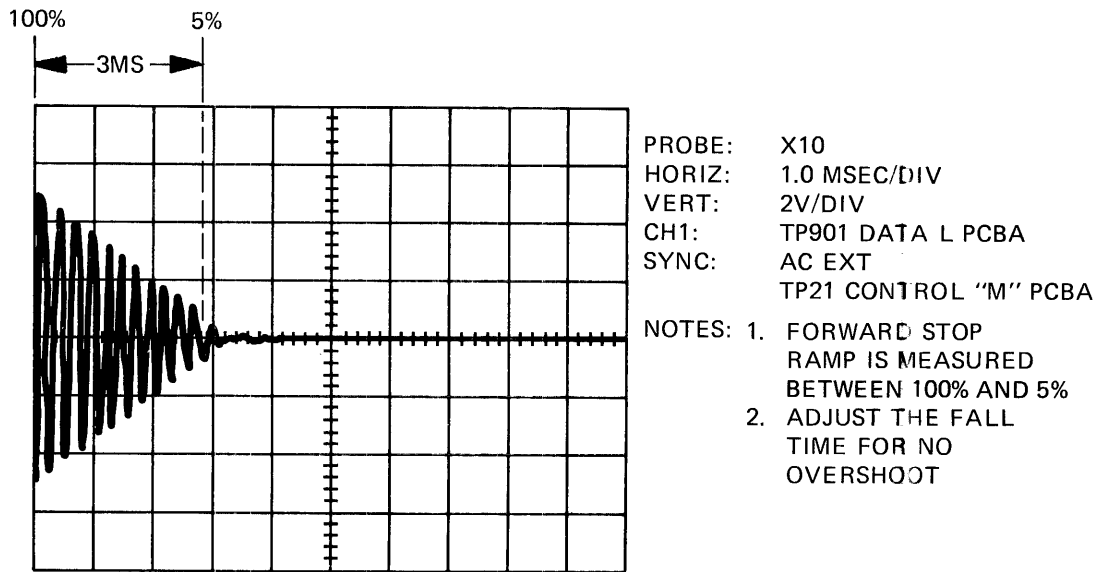 100% 5%
3MS
PROBE: X10
HORIZ: 1.0 MSEC/DIV
VERT: 2V/DIV
CH1: TP901 DATA L PCBA
SYNC: AC EXT
TP21 CONTROL "M" PCBA
NOTES: 1. FORWARD STOP
RAMP IS MEASURED
BETWEEN 100% AND 5%
2. ADJUST THE FALL
TIME FOR NO
OVERSHOOT